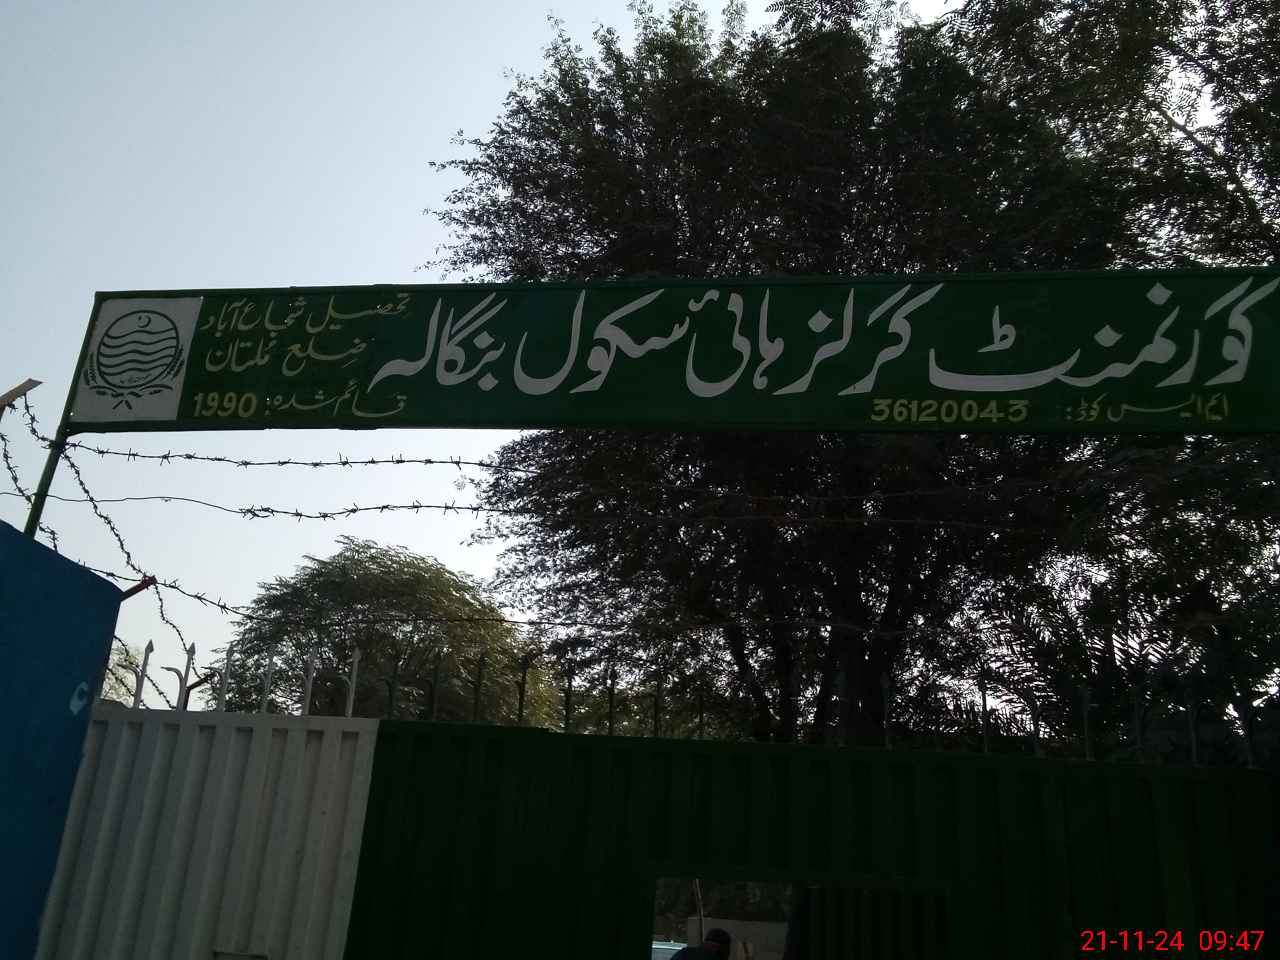 گورنمنٹ گرلز ہائی سکول بنگالہ
تحصیل شجاع آباد
ضلع ملتان
ایم ایس کوڈ: 36120043
قائم شدہ: 1990
21-11-24 09:47